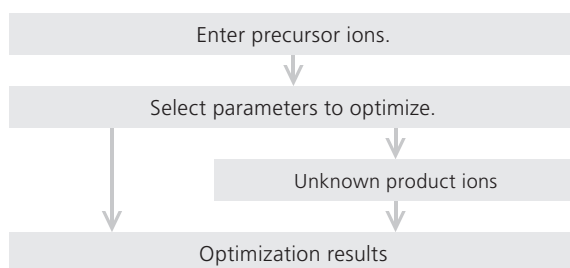 Enter precursor ions.
Select parameters to optimize.
Unknown product ions
Optimization results